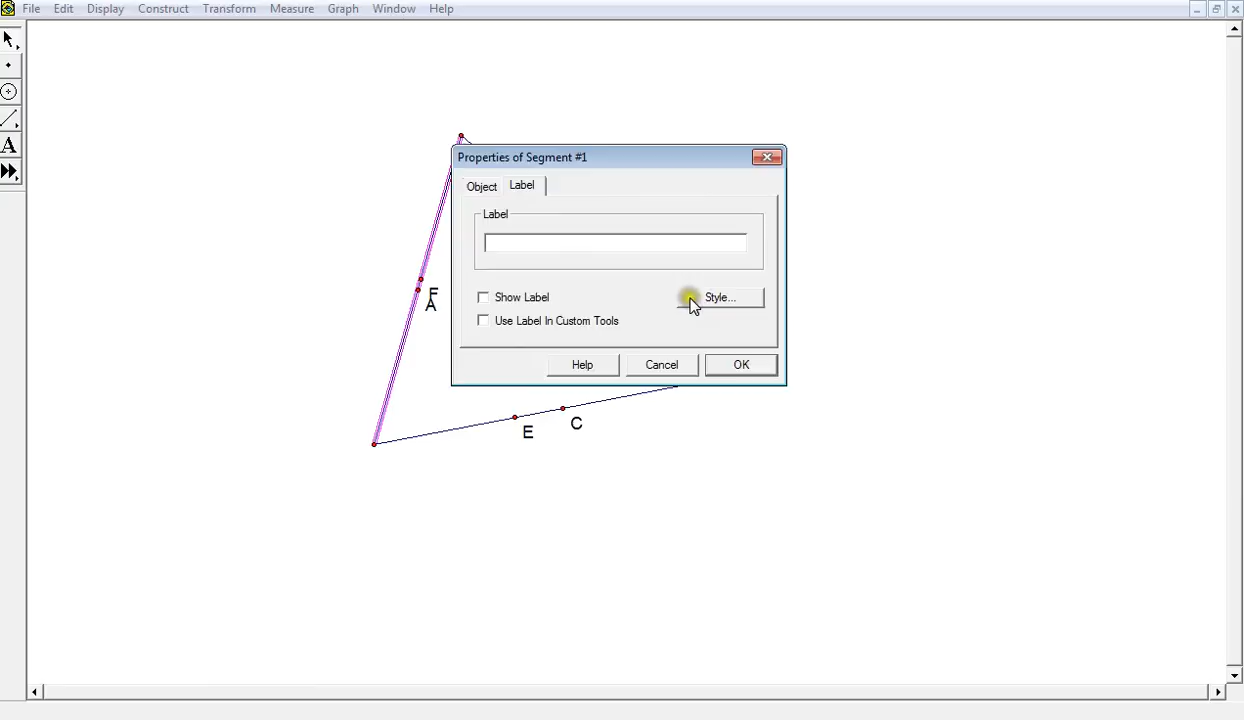 File Edit Display Construct Transform Measure Graph Window Help
A
Properties of Segment #1
Object Label
Label
Show Label
Style...
Use Label In Custom Tools
Help Cancel OK
F
A
E
C